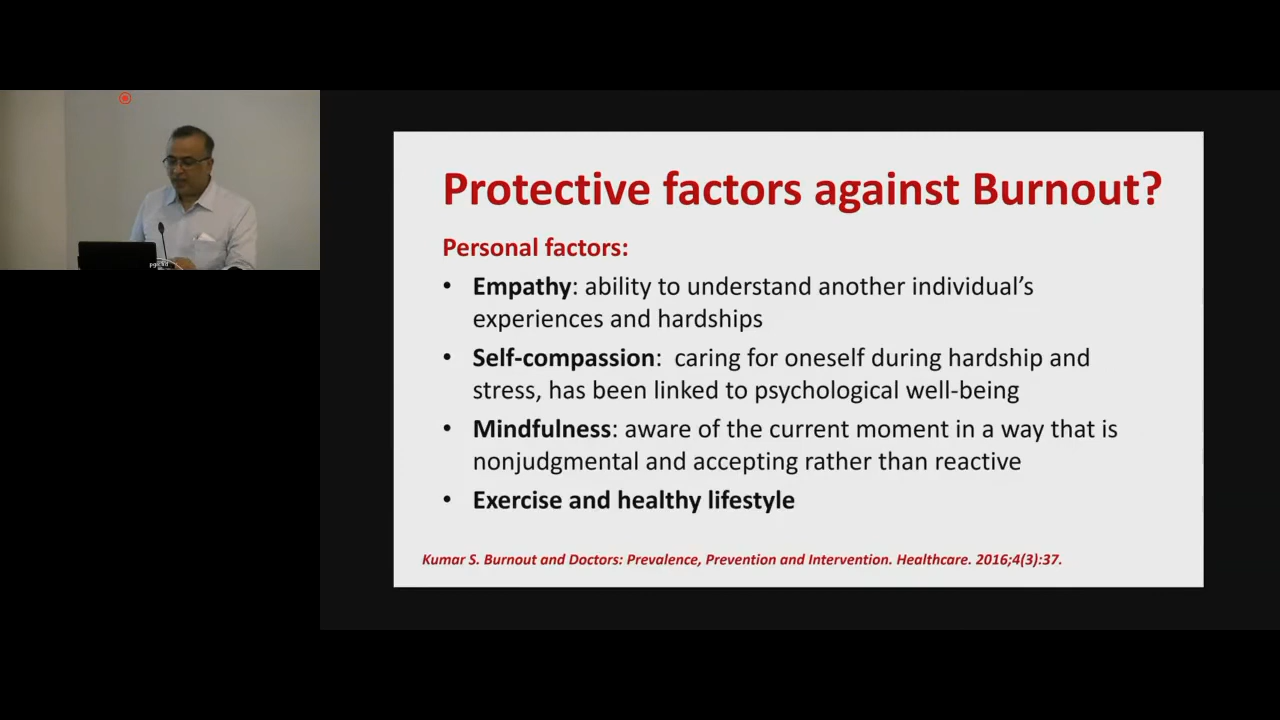 Protective factors against Burnout?
Personal factors:
• Empathy: ability to understand another individual's
experiences and hardships
• Self-compassion: caring for oneself during hardship and
stress, has been linked to psychological well-being
• Mindfulness: aware of the current moment in a way that is
nonjudgmental and accepting rather than reactive
• Exercise and healthy lifestyle
Kumar S. Burnout and Doctors: Prevalence, Prevention and Intervention. Healthcare. 2016;4(3):37.